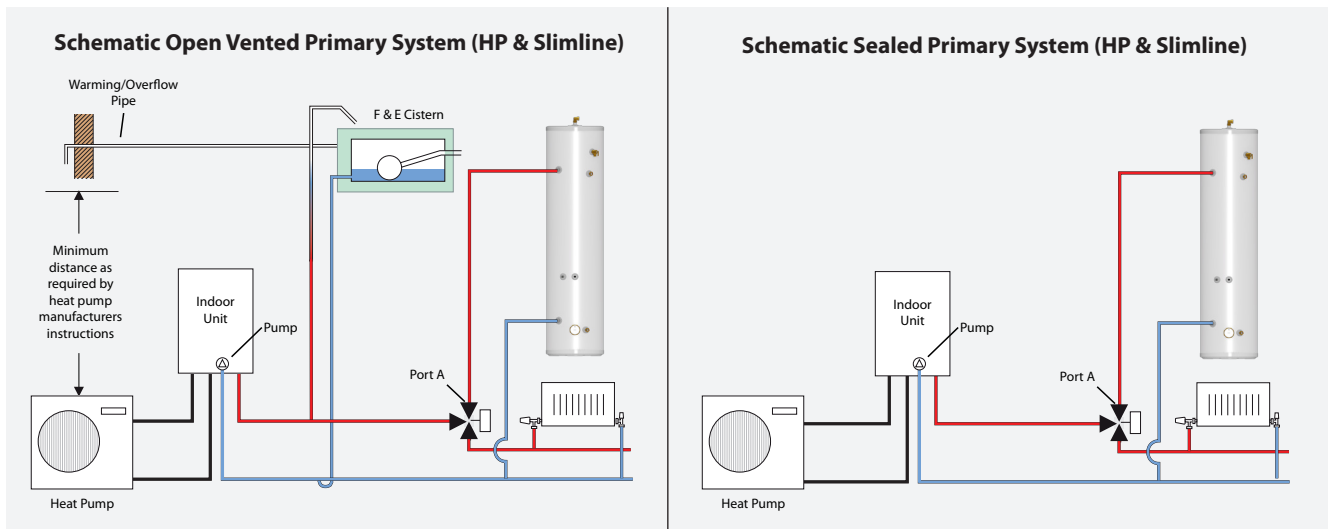 Schematic Open Vented Primary System (HP & Slimline)
Warming/Overflow
Pipe
F & E Cistern
Minimum
distance as
required by
heat pump
manufacturers
instructions
Indoor
Unit
Pump
Port A
Heat Pump
Schematic Sealed Primary System (HP & Slimline)
Indoor
Unit
Pump
Port A
Heat Pump